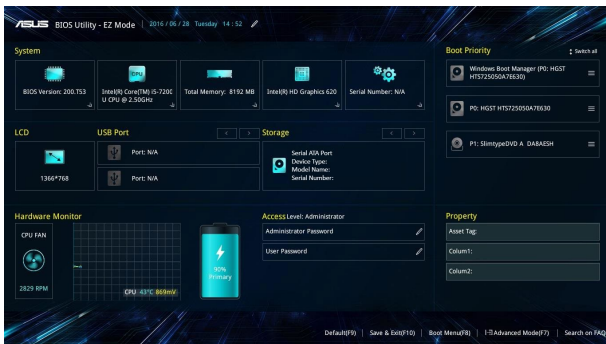 ASUS BIOS Utility - EZ Mode 2016/06/28 Tuesday 14:52
System
CPU
BIOS Version: 200.T53
Intel(R) Core(TM) i5-7200
U CPU @ 2.50GHz
Total Memory: 8192 MB
Intel(R) HD Graphics 620
Serial Number: N/A
Boot Priority
Switch all
Windows Boot Manager (P0: HGST
HTS725050A7E630)
P0: HGST HTS725050A7E630
P1: SlimtypeDVD A DA8AESH
LCD
1366*768
USB Port
Port: N/A
Port: N/A
Storage
Serial ATA Port
Device Type:
Model Name:
Serial Number:
Hardware Monitor
CPU FAN
2829 RPM
CPU 43°C 869mV
90%
Primary
Access Level: Administrator
Administrator Password
User Password
Property
Asset Tag:
Colum1:
Colum2:
Default(F9)
Save & Exit(F10)
Boot Menu(F8)
Advanced Mode(F7)
Search on FAQ